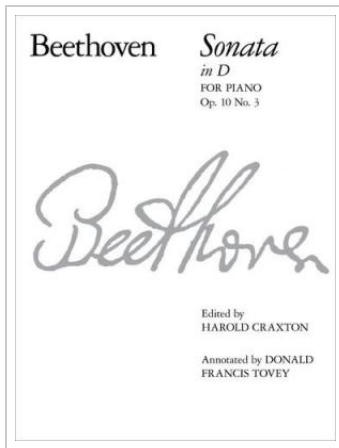 Beethoven
Sonata
in D
FOR PIANO
Op. 10 No. 3
Beethoven
Edited by
HAROLD CRAXTON
Annotated by DONALD
FRANCIS TOVEY